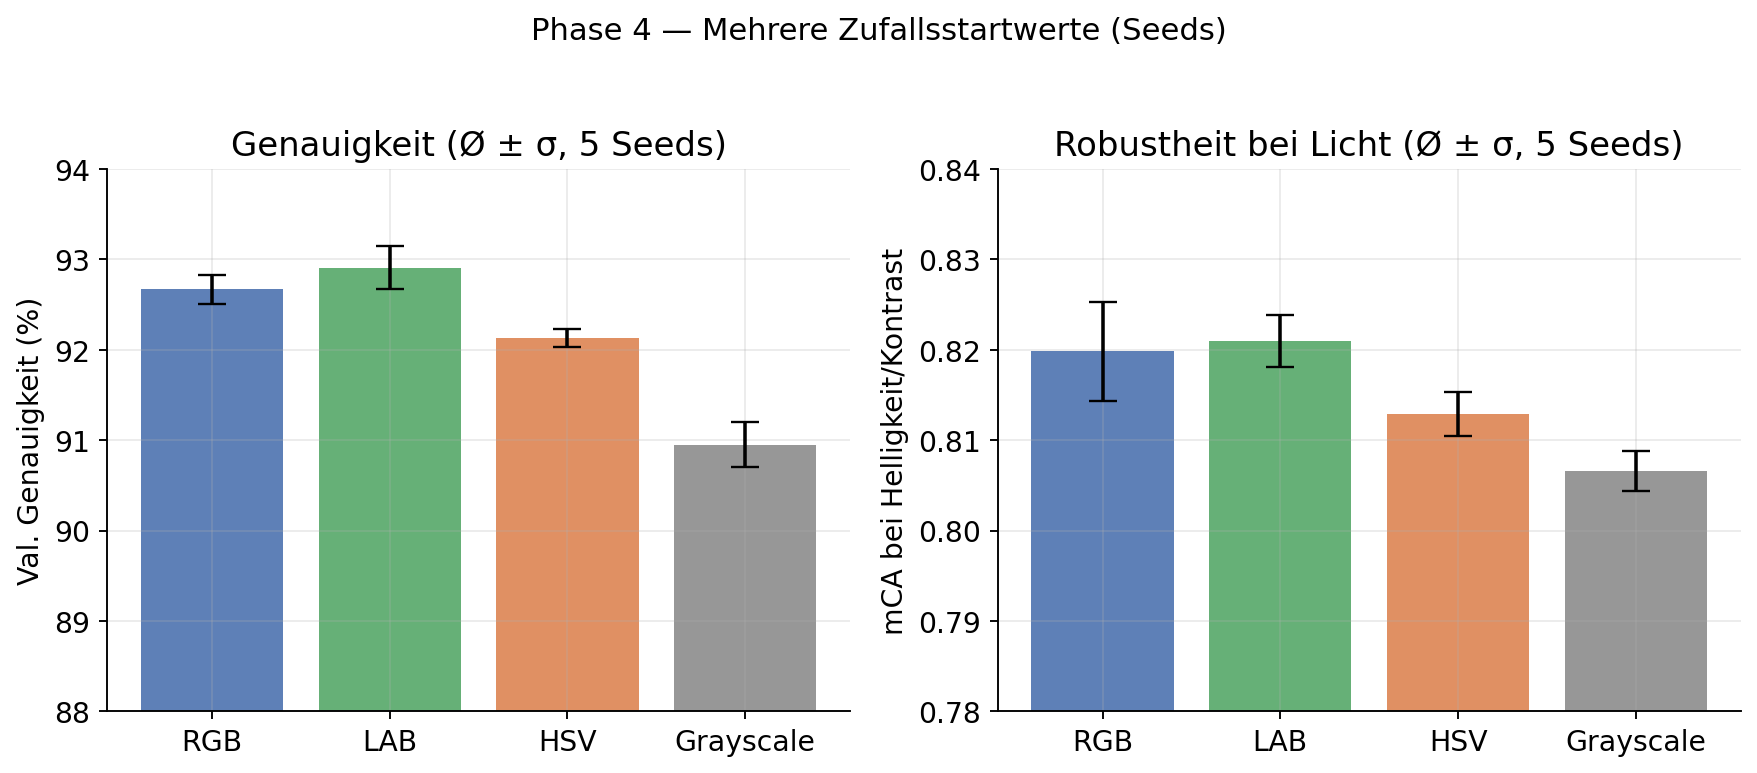 Phase 4 — Mehrere Zufallsstartwerte (Seeds)
Genauigkeit (Ø ± σ, 5 Seeds)
Val. Genauigkeit (%)
94
93
92
91
90
89
88
RGB
LAB
HSV
Grayscale
Robustheit bei Licht (Ø ± σ, 5 Seeds)
mCA bei Helligkeit/Kontrast
0.84
0.83
0.82
0.81
0.80
0.79
0.78
RGB
LAB
HSV
Grayscale